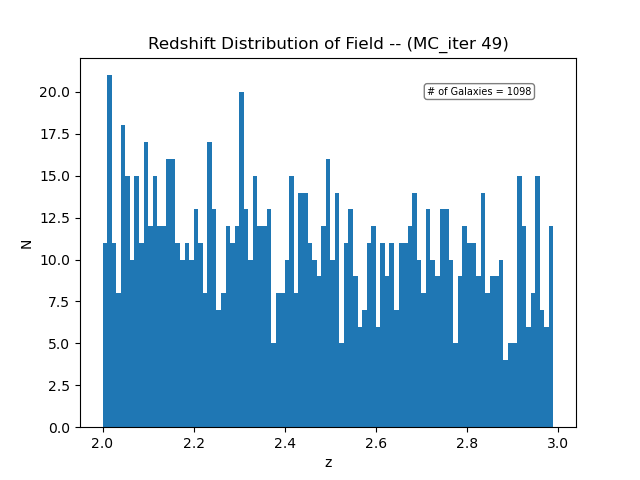 Redshift Distribution of Field -- (MC_iter 49)
# of Galaxies = 1098
20.0
17.5
15.0
12.5
10.0
7.5
5.0
2.5
0.0
N
2.0 2.2 2.4 2.6 2.8 3.0
z